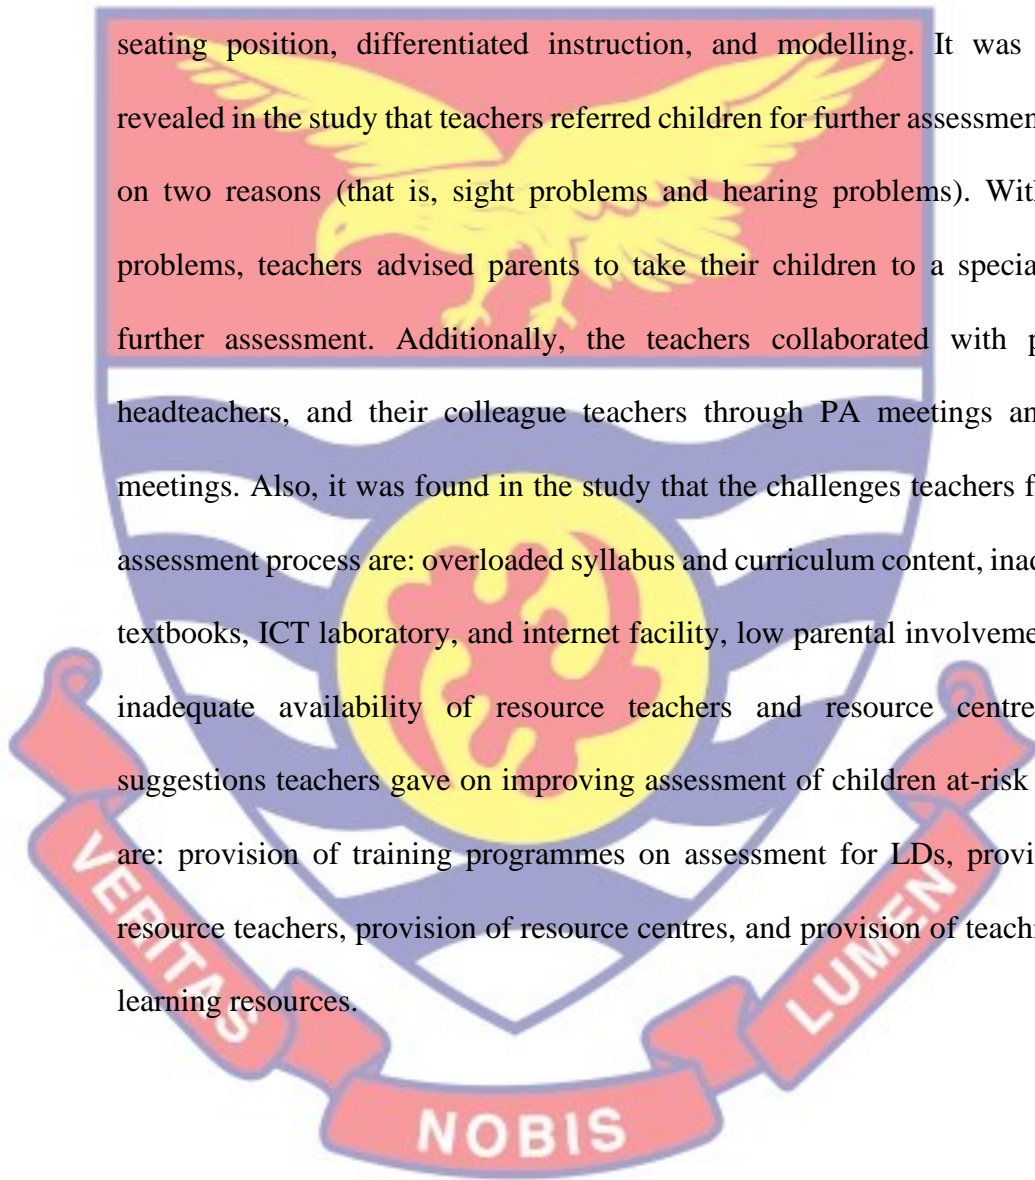 seating position, differentiated instruction, and modelling. It was
revealed in the study that teachers referred children for further assessmen
on two reasons (that is, sight problems and hearing problems). With
problems, teachers advised parents to take their children to a specia
further assessment. Additionally, the teachers collaborated with p
headteachers, and their colleague teachers through PA meetings an
meetings. Also, it was found in the study that the challenges teachers f
assessment process are: overloaded syllabus and curriculum content, inad
textbooks, ICT laboratory, and internet facility, low parental involveme
inadequate availability of resource teachers and resource centre
suggestions teachers gave on improving assessment of children at-risk
are: provision of training programmes on assessment for LDs, provi
resource teachers, provision of resource centres, and provision of teachi
learning resources.
VERITAS
NOBIS
LUMEN